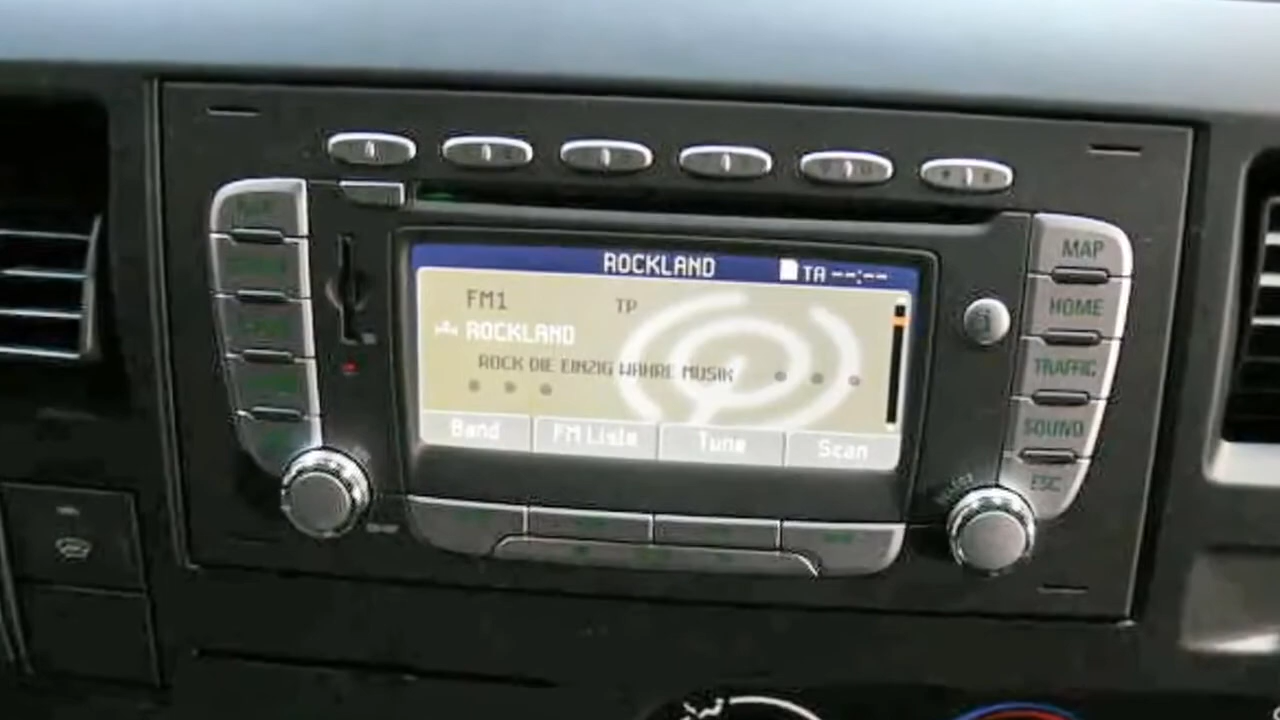 ROCKLAND TA --:--
FM1 TP
ROCKLAND
ROCK DIE EINZIG WAHRE MUSIK
Band FM Liste Tune Scan
MAP
HOME
TRAFFIC
SOUND
ESC